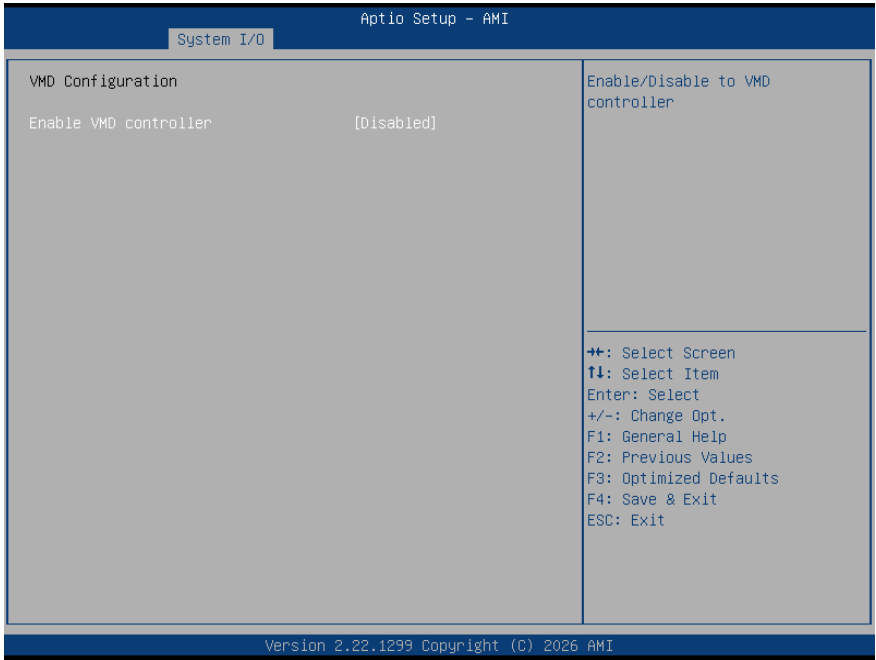 Aptio Setup – AMI
System I/O
VMD Configuration
Enable VMD controller [Disabled]
Enable/Disable to VMD
controller
→←: Select Screen
↑↓: Select Item
Enter: Select
+/-: Change Opt.
F1: General Help
F2: Previous Values
F3: Optimized Defaults
F4: Save & Exit
ESC: Exit
Version 2.22.1299 Copyright (C) 2026 AMI